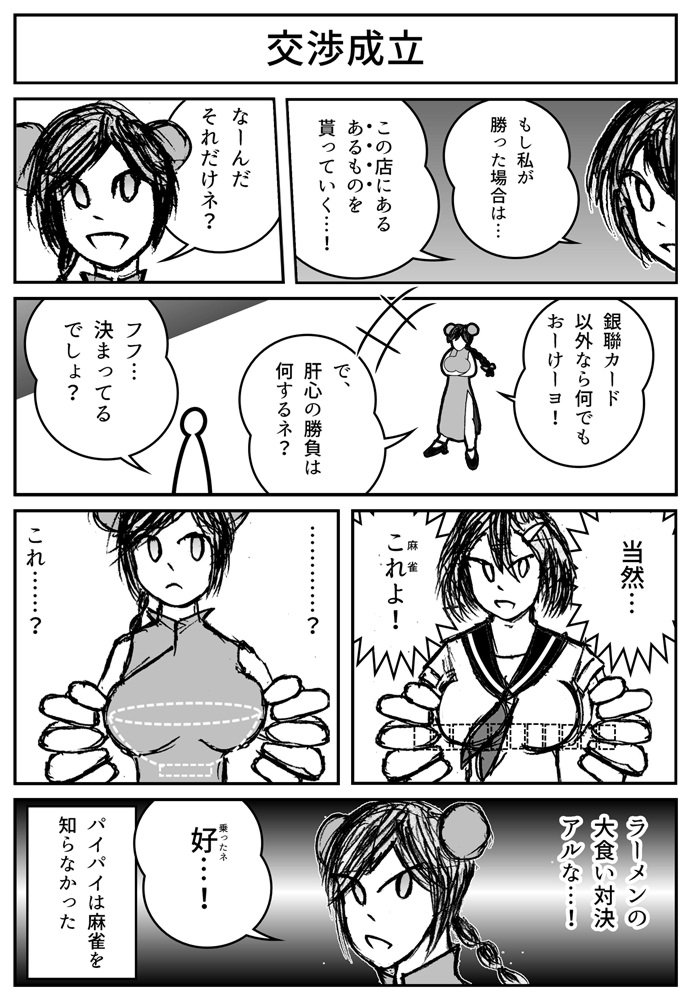 交渉成立
もし私が
勝った場合は…
この店にある
あるものを
貰っていく…！
なーんだ
それだけネ？
銀聯カード
以外なら何でも
おーけーヨ！
で、
肝心の勝負は
何するネ？
フフ…
決まってる
でしょ？
当然…
麻雀
これよ！
………？
これ……？
ラーメンの
大食い対決
アルな…！
乗ったネ
好…！
パイパイは麻雀を
知らなかった